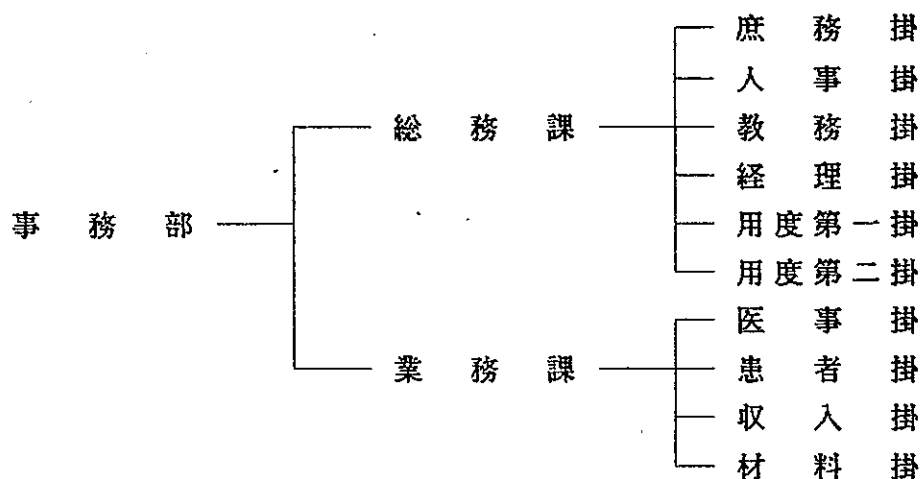 事務部
総務課
庶務掛
人事掛
教務掛
経理掛
用度第一掛
用度第二掛
業務課
医事掛
患者掛
収入掛
材料掛